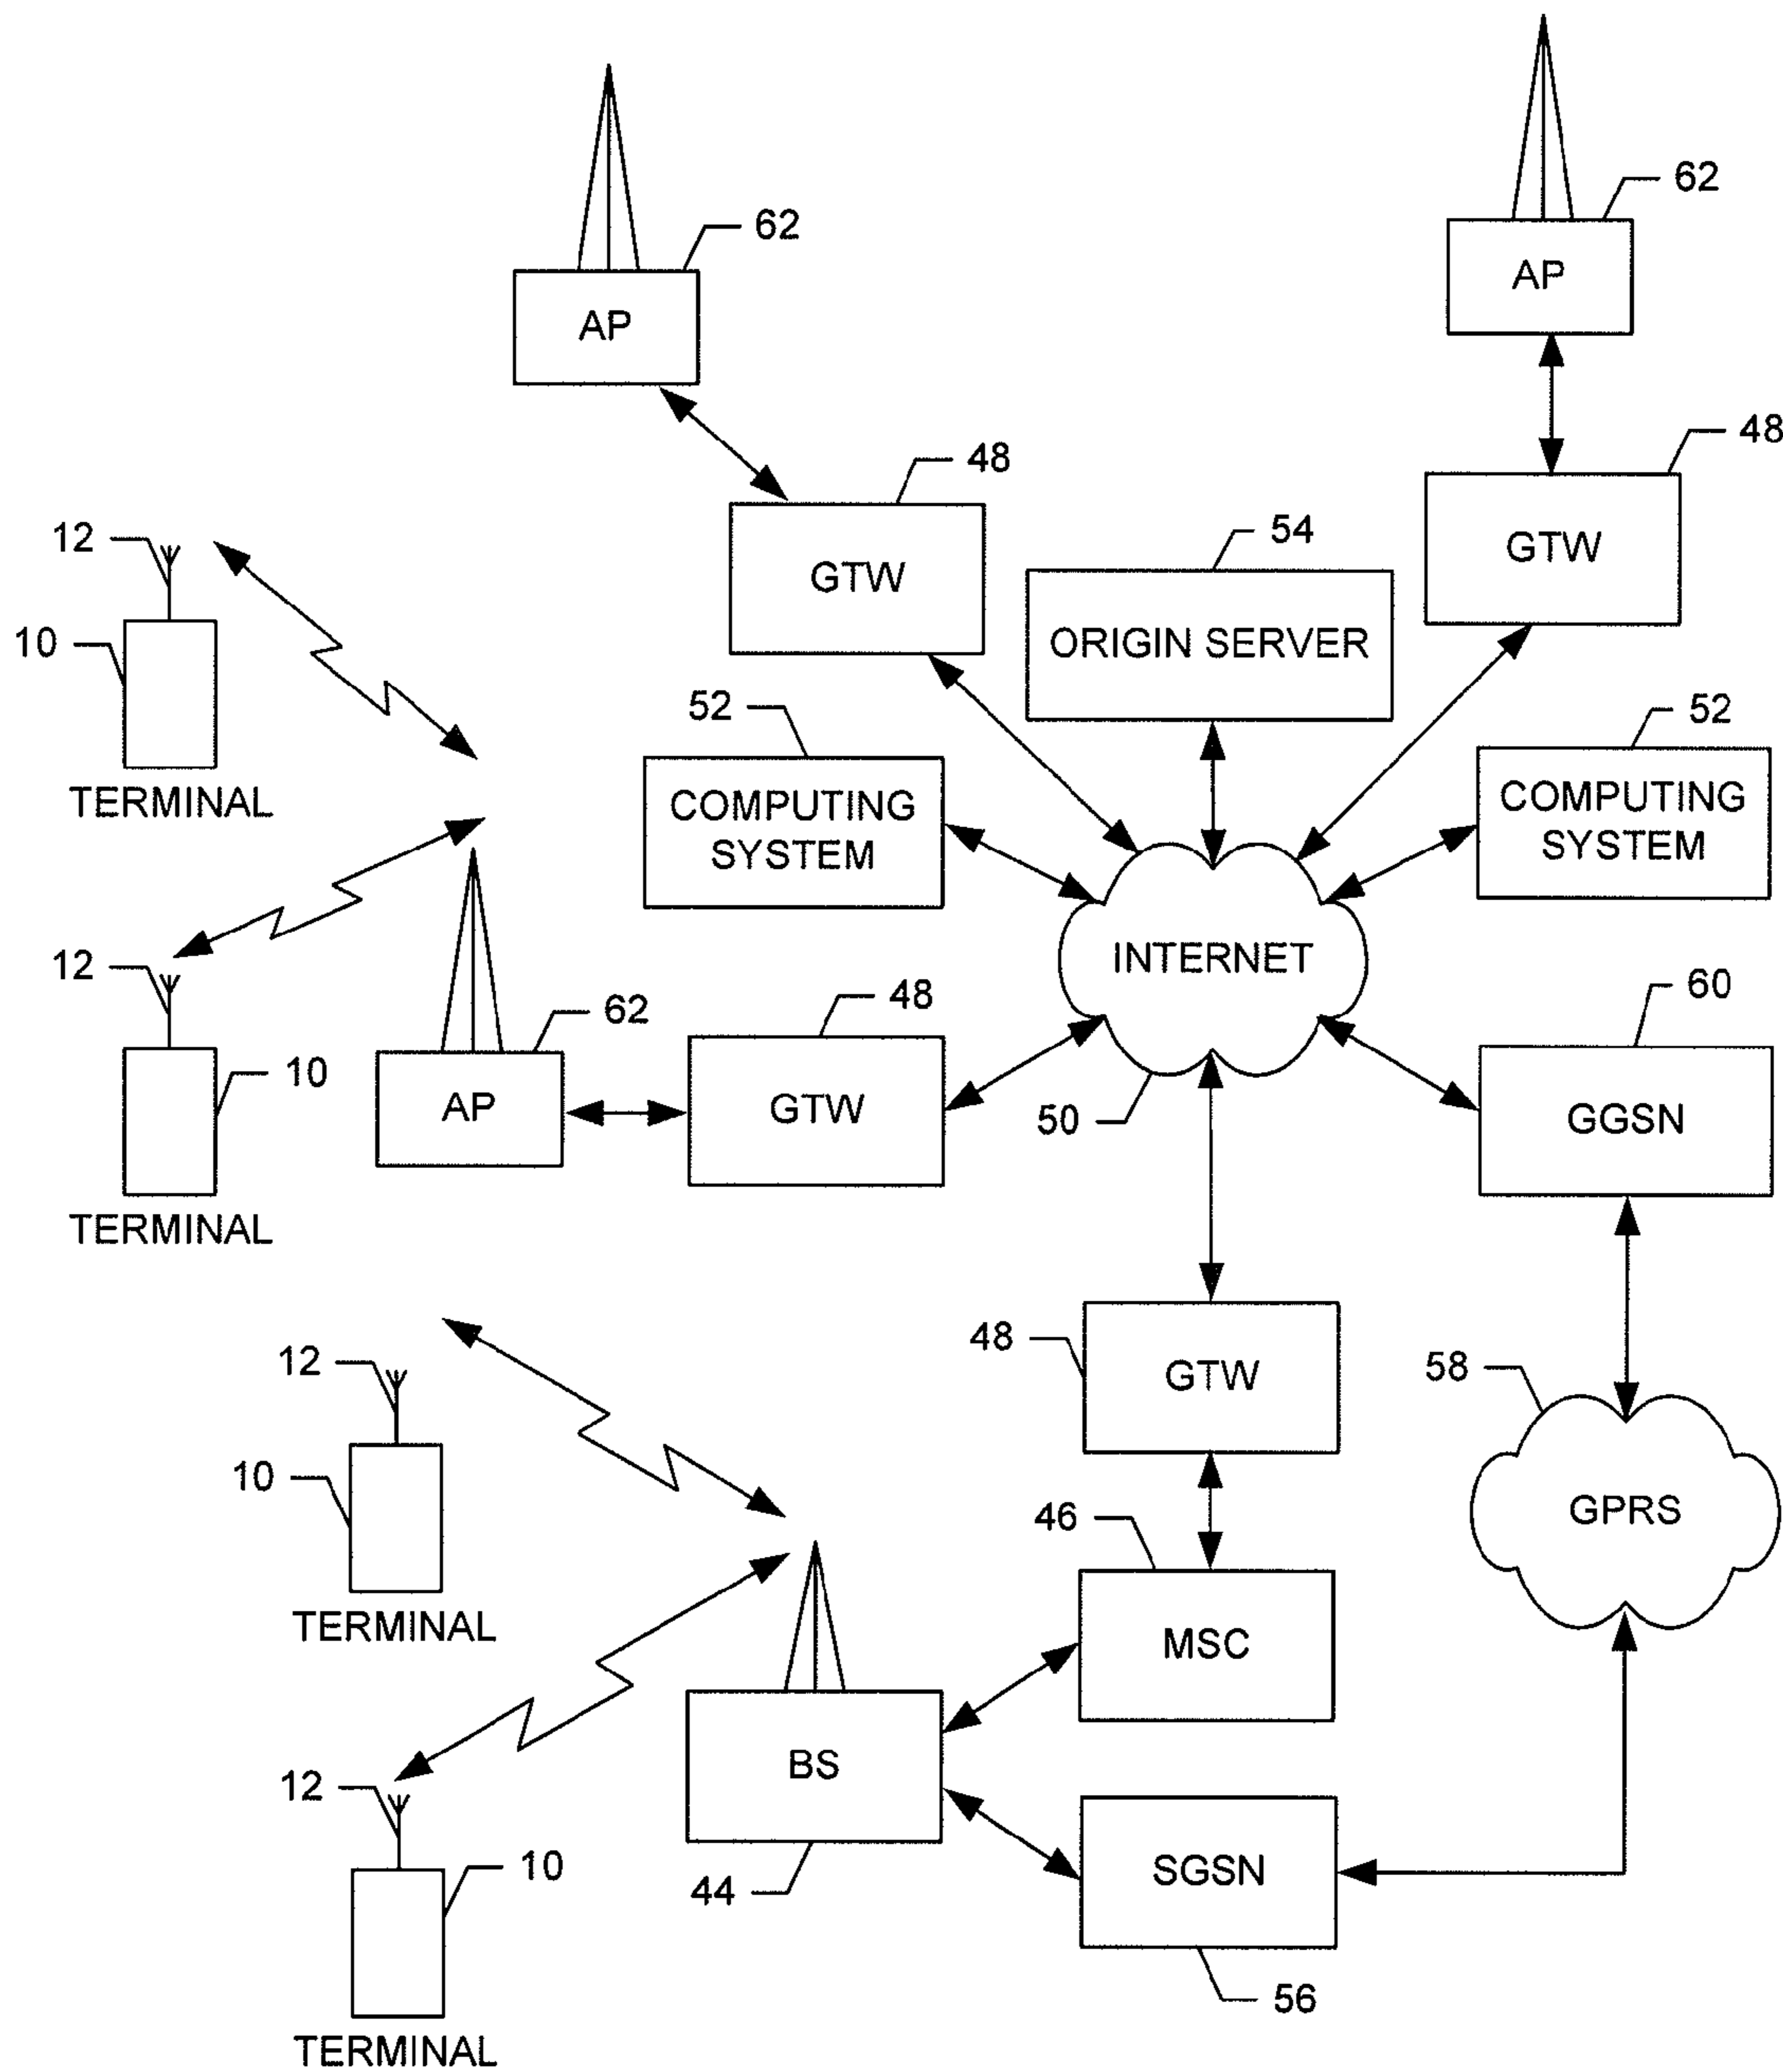 62
AP
62
AP
48
GTW
48
GTW
54
ORIGIN SERVER
12
10
TERMINAL
52
COMPUTING
SYSTEM
52
COMPUTING
SYSTEM
INTERNET
50
12
10
TERMINAL
62
AP
48
GTW
60
GGSN
48
GTW
58
GPRS
12
10
TERMINAL
46
MSC
BS
44
SGSN
56
12
10
TERMINAL